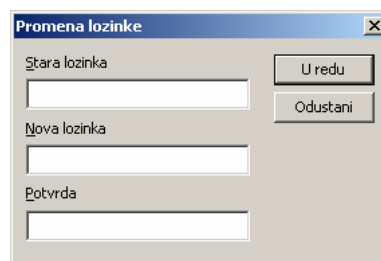 Promena lozinke
Stara lozinka
U redu
Odustani
Nova lozinka
Potvrda